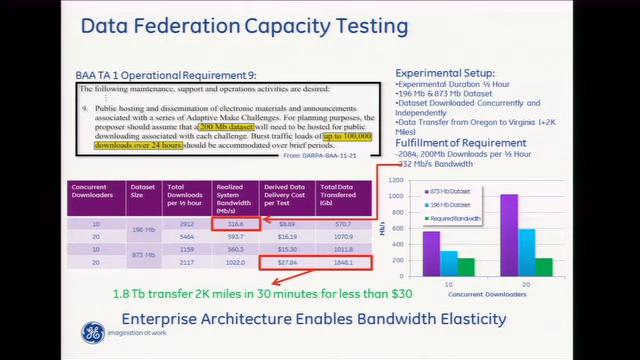 Data Federation Capacity Testing
BAA TA 1 Operational Requirement 9:
The following maintenance, support and operations activities are desired:
9. Public hosting and dissemination of electronic materials and announcements
associated with a series of Adaptive Make Challenges. For planning purposes, the
proposer should assume that a 200 Mb dataset will need to be hosted for public
downloading associated with each challenge. Burst traffic loads of up to 100,000
downloads over 24 hours should be accommodated over brief periods.
From: DARPA-BAA-11-21
Experimental Setup:
•Experimental Duration ½ Hour
•196 Mb & 873 Mb Dataset
•Dataset Downloaded Concurrently and
Independently
•Data Transfer from Oregon to Virginia (+2K
Miles)
Fulfillment of Requirement
•2084, 200Mb Downloads per ½ Hour
•232 Mb/s Bandwidth
Concurrent Downloaders Dataset Size Total Downloads per ½ hour Realized System Bandwidth (Mb/s) Derived Data Delivery Cost per Test Total Data Transferred (Gb)
10 196 Mb 2912 316.6 $8.69 570.7
20 5464 593.7 $16.19 1070.9
10 873 Mb 1159 560.3 $15.30 1011.8
20 2117 1022.0 $27.84 1848.1
1200
1000
800
600
400
200
0
Mb/s
873 Mb Dataset
196 Mb Dataset
Required Bandwidth
10 20
Concurrent Downloaders
1.8 Tb transfer 2K miles in 30 minutes for less than $30
Enterprise Architecture Enables Bandwidth Elasticity
GE
imagination at work